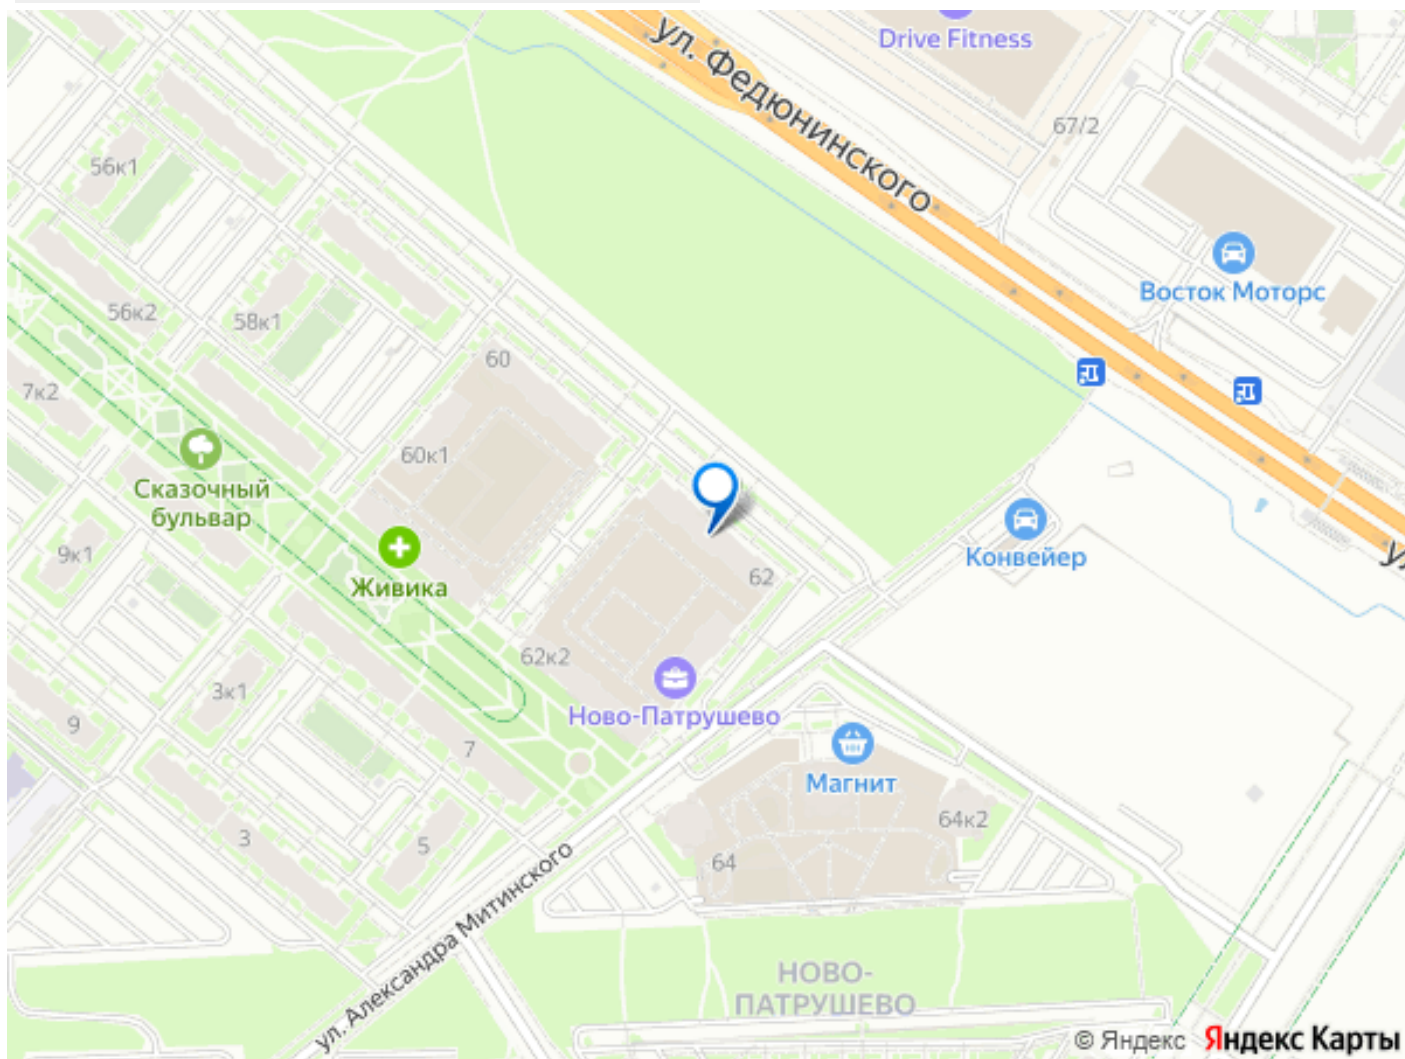 Drive Fitness
ул. Федюнинского
67/2
56к1
Восток Моторс
56к2
58к1
60
7к2
60к1
Сказочный
бульвар
Конвейер
9к1
Живика
62
62к2
3к1
Ново-Патрушево
9
7
Магнит
64к2
3
5
64
ул. Александра Митинского
НОВО-
ПАТРУШЕВО
© Яндекс Яндекс Карты